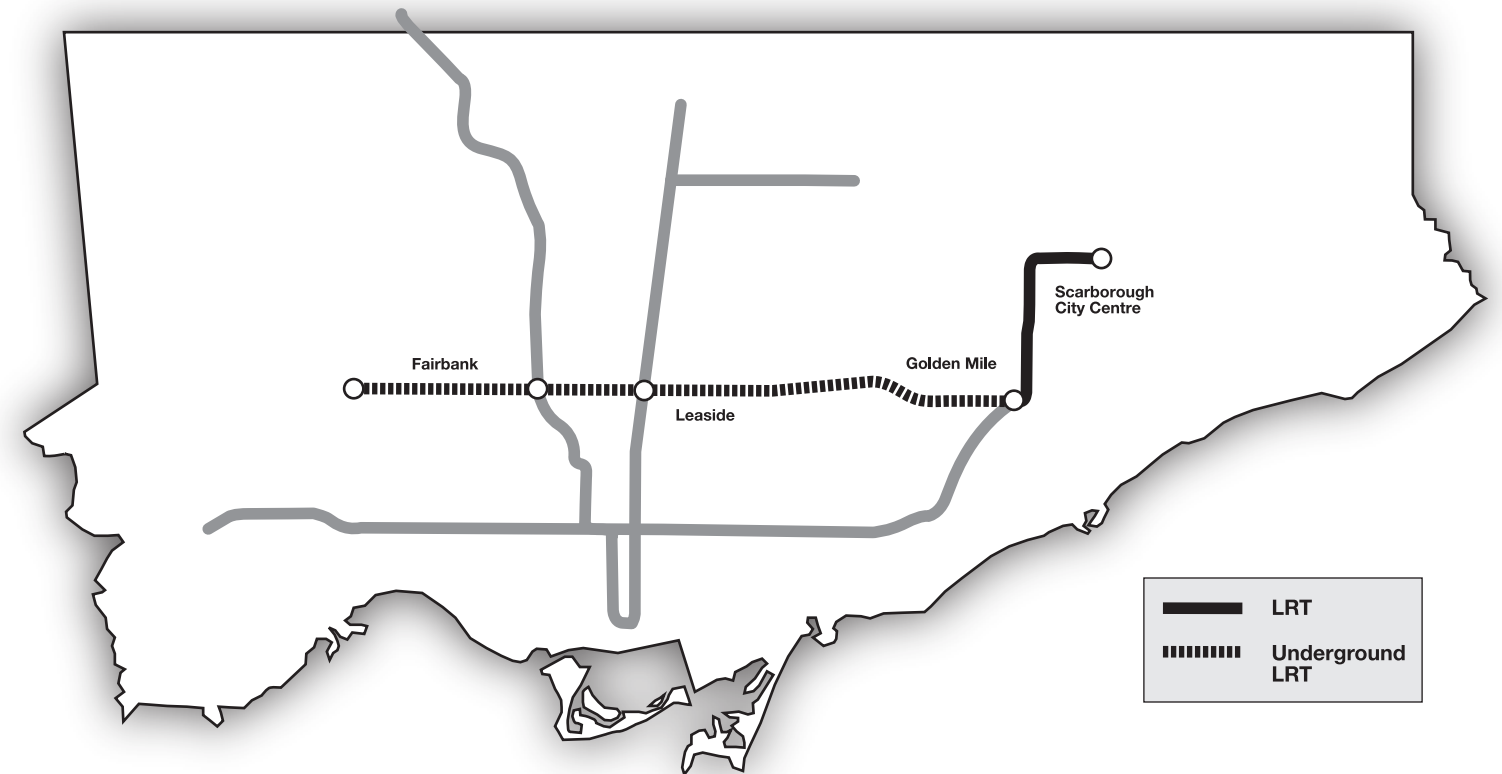 Scarborough
City Centre
Fairbank
Golden Mile
Leaside
LRT
Underground
LRT